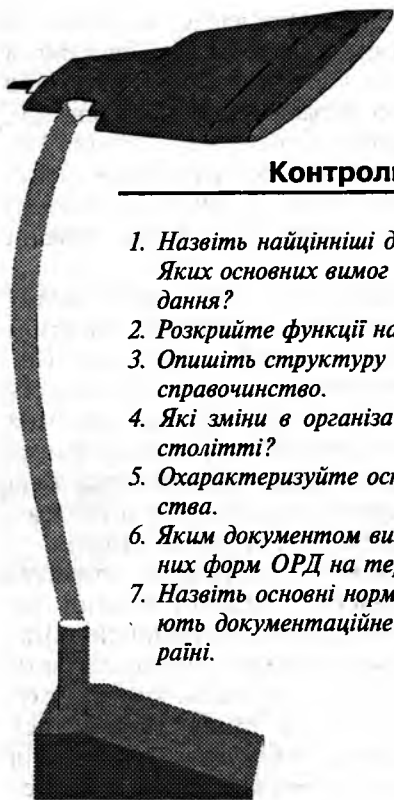 Контроль
1. Назвіть найцінніші д
Яких основних вимог
дання?
2. Розкрийте функції на
3. Опишіть структуру
справочинство.
4. Які зміни в організа
столітті?
5. Охарактеризуйте осн
ства.
6. Яким документом ви
них форм ОРД на те
7. Назвіть основні норм
ють документаційне
раїні.